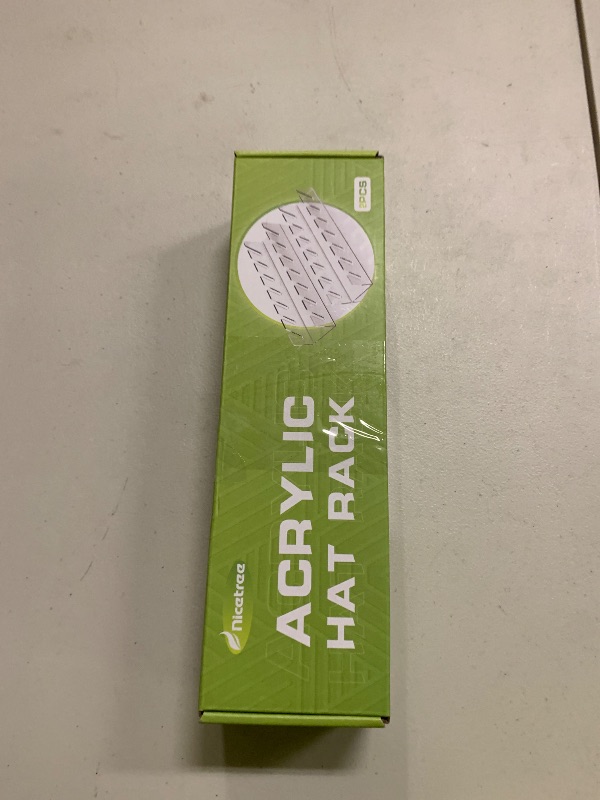 nicetree
ACRYLIC
HAT RACK
2PCS